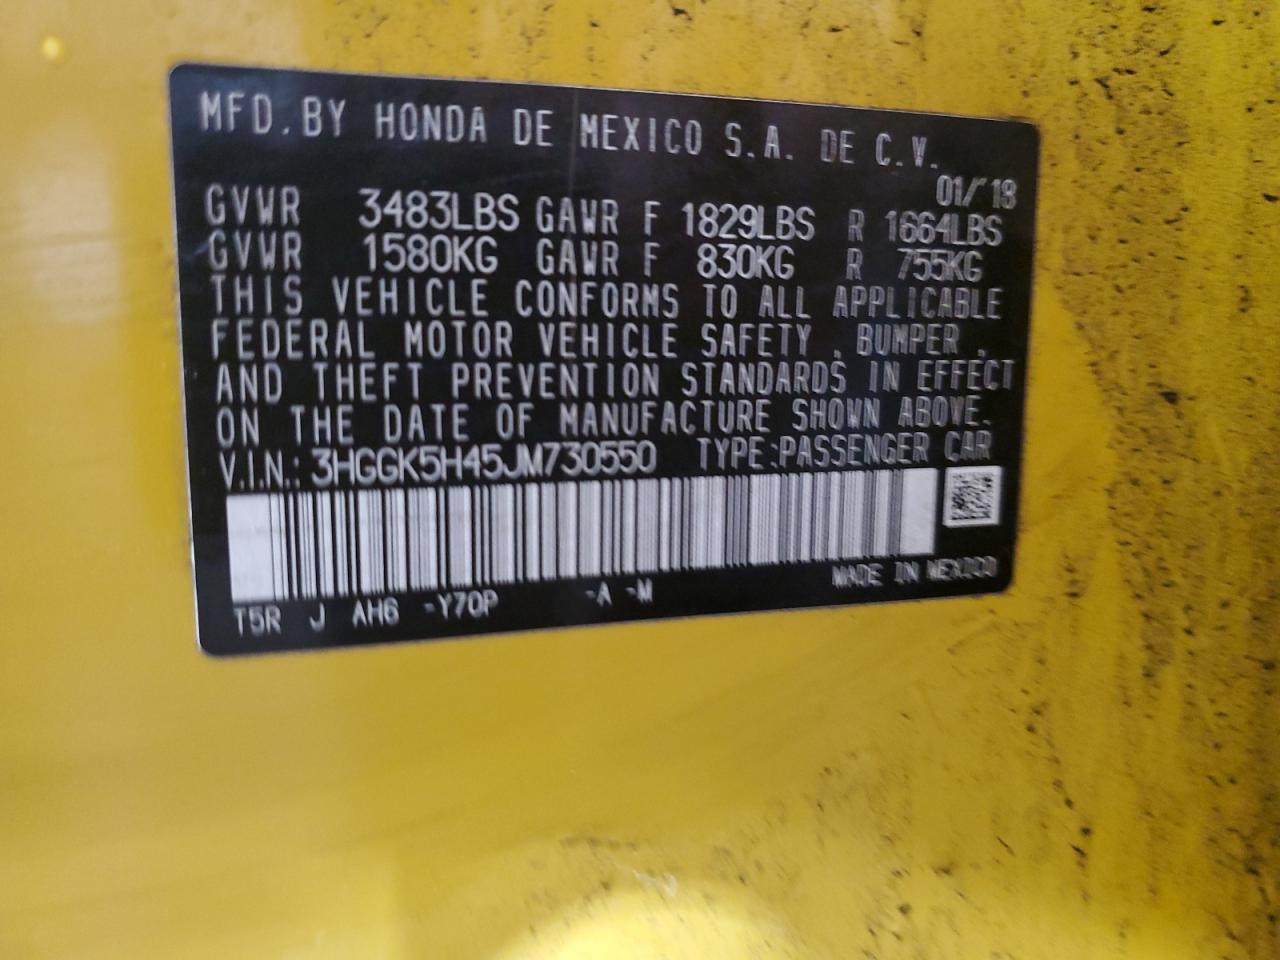 MFD.BY HONDA DE MEXICO S.A. DE C.V.
01/18
GVWR 3483LBS GAWR F 1829LBS R 1664LBS
GVWR 1580KG GAWR F 830KG R 755KG
THIS VEHICLE CONFORMS TO ALL APPLICABLE
FEDERAL MOTOR VEHICLE SAFETY , BUMPER ,
AND THEFT PREVENTION STANDARDS IN EFFECT
ON THE DATE OF MANUFACTURE SHOWN ABOVE.
V.I.N.: 3HGGK5H45JM730550 TYPE:PASSENGER CAR
MADE IN MEXICO
T5R J AH6 -Y70P -A -M